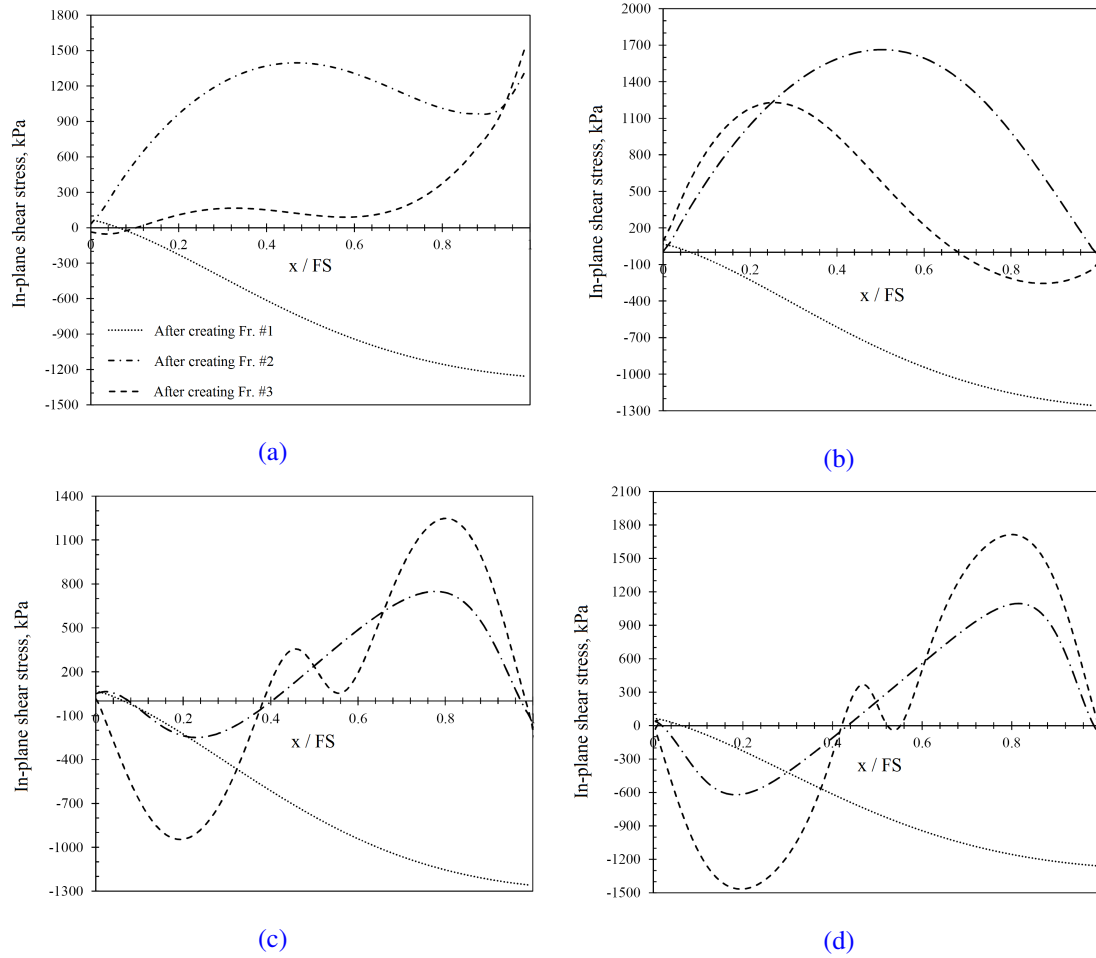 1800
1500
1200
900
600
300
0
-300
-600
-900
-1200
-1500
0 0.2 0.4 0.6 0.8 1
In-plane shear stress, kPa
x / FS
After creating Fr. #1
After creating Fr. #2
After creating Fr. #3
(a)
2000
1700
1400
1100
800
500
200
-100
-400
-700
-1000
-1300
0 0.2 0.4 0.6 0.8
In-plane shear stress, kPa
x / FS
(b)
1400
1100
800
500
200
-100
-400
-700
-1000
-1300
0 0.2 0.4 0.6 0.8
In-plane shear stress, kPa
x / FS
(c)
2100
1800
1500
1200
900
600
300
0
-300
-600
-900
-1200
-1500
0 0.2 0.4 0.6 0.8
In-plane shear stress, kPa
x / FS
(d)